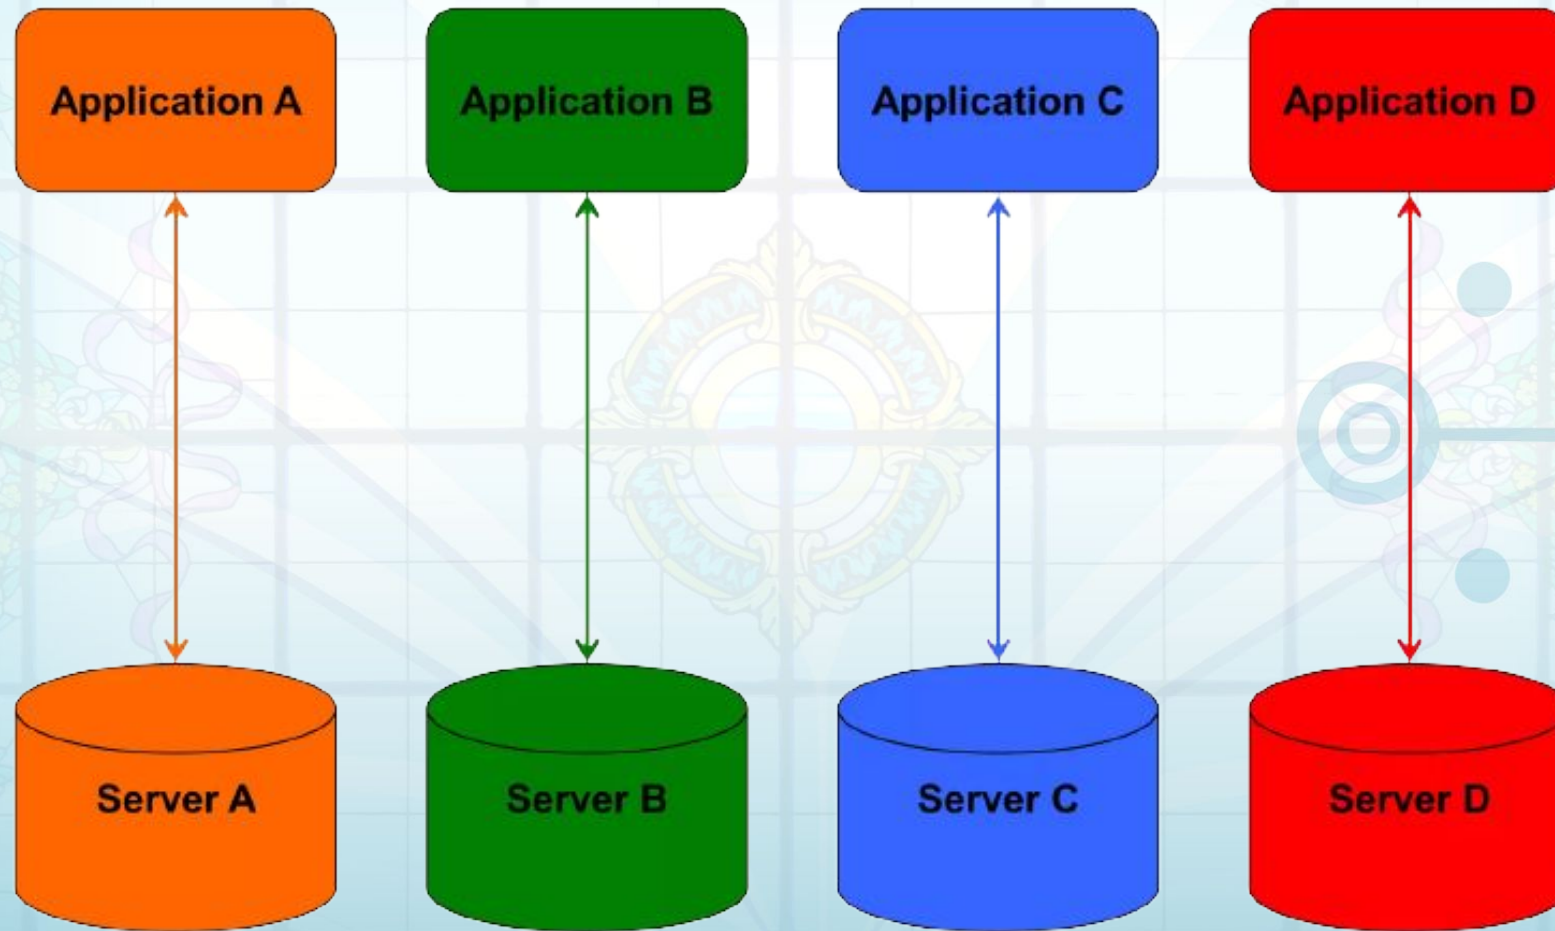 Application A
Application B
Application C
Application D
Server A
Server B
Server C
Server D